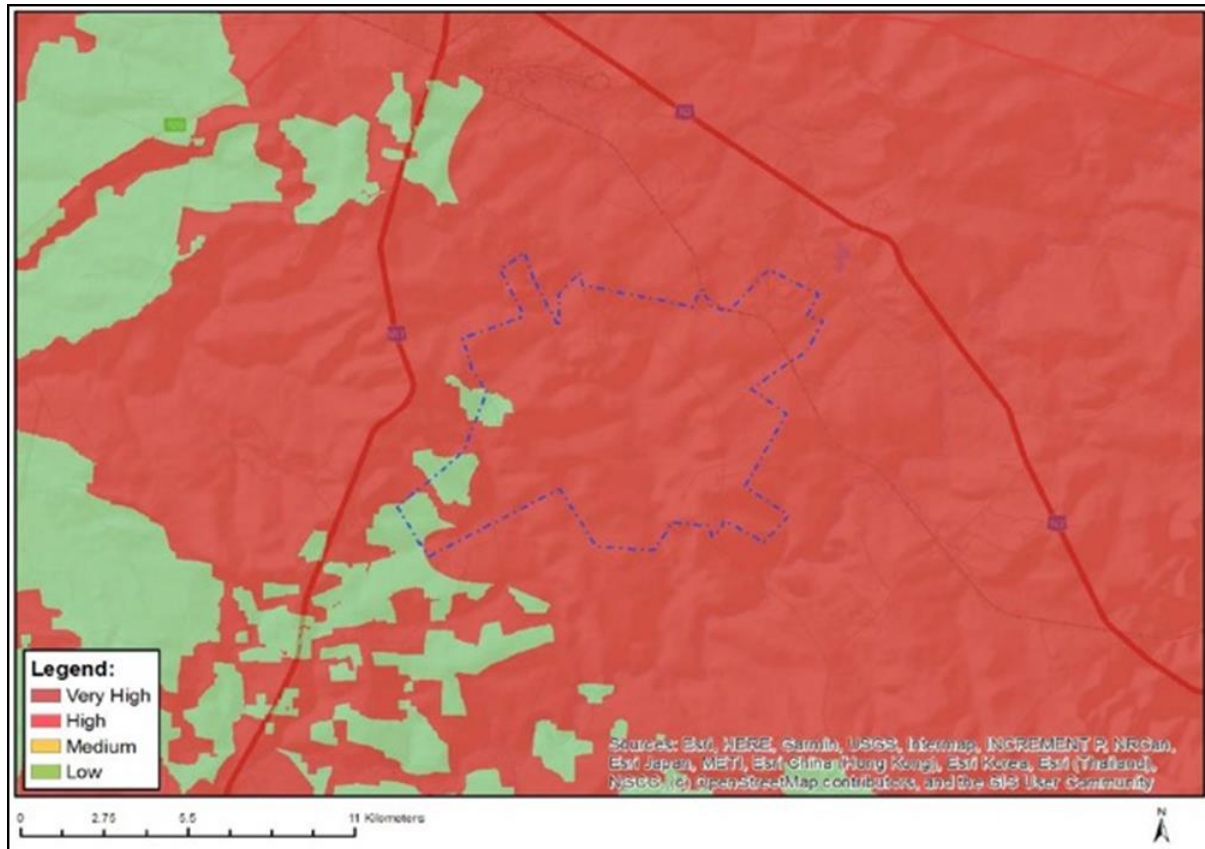 N3
Legend:
Very High
High
Medium
Low
Sources: Esri, HERE, Garmin, USGS, Intermap, INCREMENT P, NRCan,
Esri Japan, METI, Esri China (Hong Kong), Esri Korea, Esri (Thailand),
NGCC, (c) OpenStreetMap contributors, and the GIS User Community
0 2.75 5.5 11 Kilometers
N